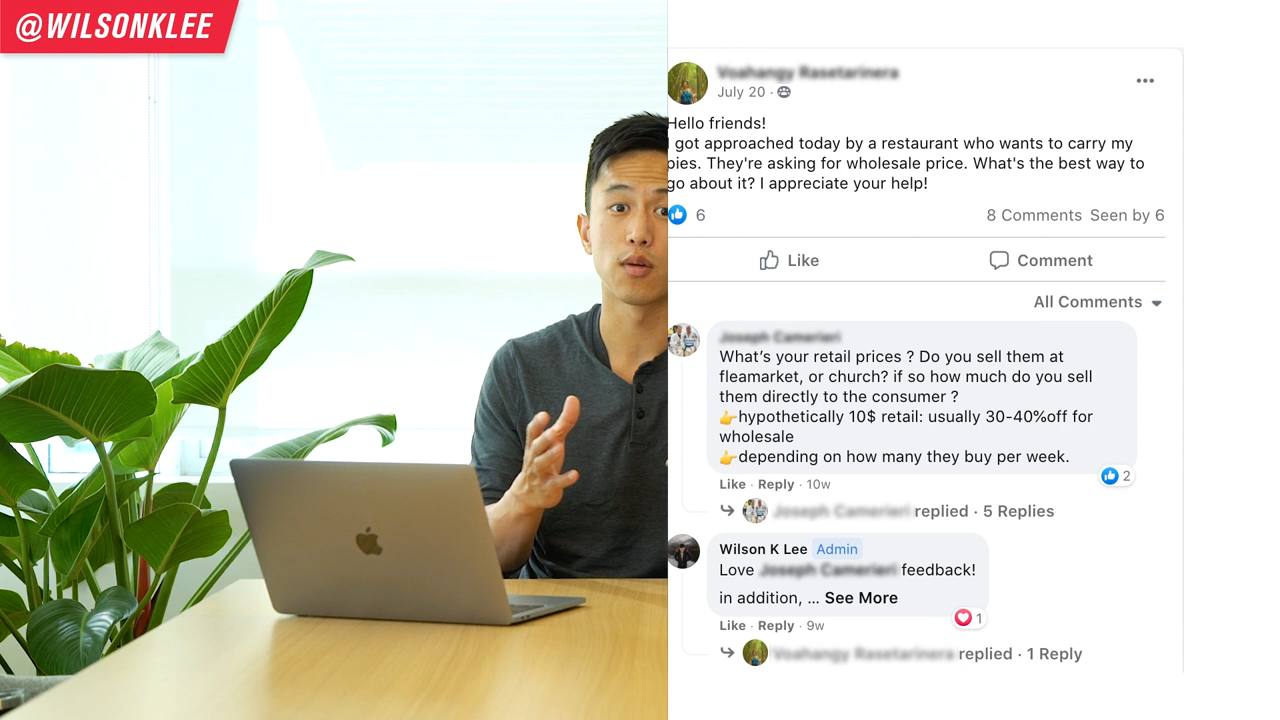 @WILSONKLEE
July 20 ·
Hello friends!
I got approached today by a restaurant who wants to carry my
pies. They're asking for wholesale price. What's the best way to
go about it? I appreciate your help!
6
8 Comments Seen by 6
Like
Comment
All Comments
What's your retail prices ? Do you sell them at
fleamarket, or church? if so how much do you sell
them directly to the consumer ?
👉hypothetically 10$ retail: usually 30-40%off for
wholesale
👉depending on how many they buy per week.
2
Like · Reply · 10w
replied · 5 Replies
Wilson K Lee Admin
Love feedback!
in addition, ... See More
1
Like · Reply · 9w
replied · 1 Reply